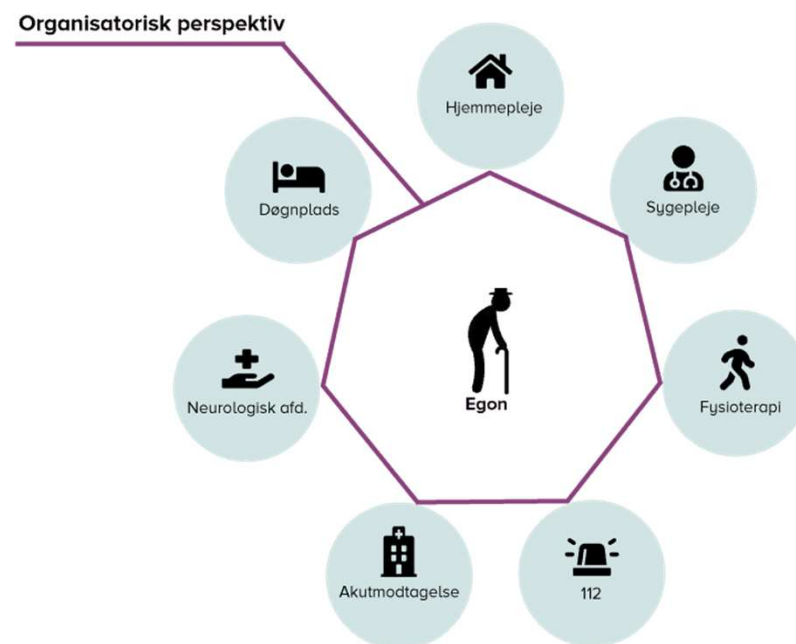 Organisatorisk perspektiv
Hjemmepleje
Døgnplads
Sygepleje
Neurologisk afd.
Egon
Fysioterapi
Akutmodtagelse
112